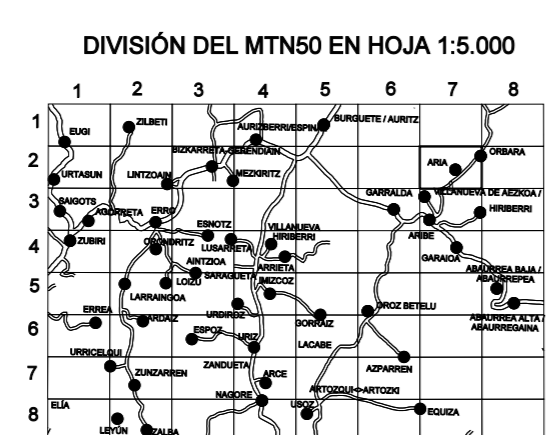 DIVISIÓN DEL MTN50 EN HOJA 1:5.000
1 2 3 4 5 6 7 8
1
ZILBETI
BURGUETE / AURITZ
EUGI
AURIZBERRI/ESPINAL
2
BIZKARRETA-GERENDIAIN
ORBARA
ARIA
URTASUN
LINTZOAIN
MEZKIRITZ
3
GARRALDA
VILLANUEVA DE AEZKOA /
HIRIBERRI
SAIGOTS
AGORRETA
ERRO
ESNOTZ
VILLANUEVA
HIRIBERRI
ARIBE
4
ZUBIRI
ORONDRITZ
LUSARRETA
GARAIOA
AINTZIOA
ARRIETA
ABAURREA BAJA /
ABAURREPEA
5
LOIZU
SARAGUETA
IMIZCOZ
LARRAINGOA
URDIROZ
OROZ BETELU
ABAURREA ALTA /
ABAURREGAINA
ERREA
6
ARDAIZ
ESPOZ
URIZ
GORRAIZ
LACABE
URRICELQUI
ZANDUETA
AZPARREN
7
ZUNZARREN
ARCE
NAGORE
ARTOZQUI<>ARTOZKI
8
ELÍA
USOZ
EQUIZA
LEYÚN
ZALBA